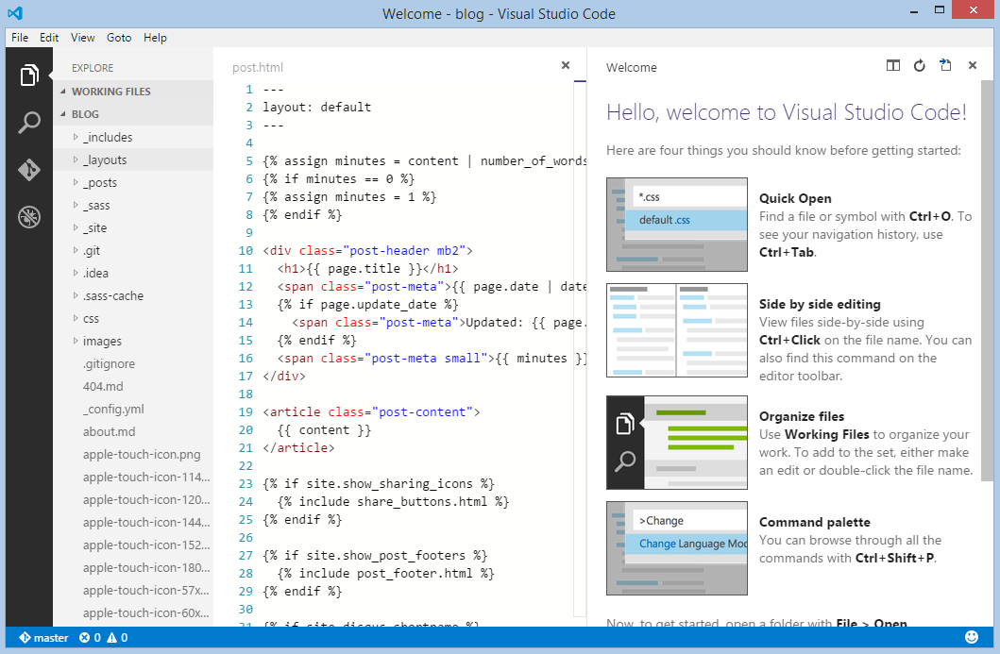 Welcome - blog - Visual Studio Code
File Edit View Goto Help
EXPLORE
WORKING FILES
BLOG
_includes
_layouts
_posts
_sass
_site
.git
.idea
.sass-cache
css
images
.gitignore
404.md
_config.yml
about.md
apple-touch-icon.png
apple-touch-icon-114...
apple-touch-icon-120...
apple-touch-icon-144...
apple-touch-icon-152...
apple-touch-icon-180...
apple-touch-icon-57x...
apple-touch-icon-60x...
post.html
1 ---
2 layout: default
3 ---
4
5 {% assign minutes = content | number_of_words
6 {% if minutes == 0 %}
7 {% assign minutes = 1 %}
8 {% endif %}
9
10 <div class="post-header mb2">
11 <h1>{{ page.title }}</h1>
12 <span class="post-meta">{{ page.date | date
13 {% if page.update_date %}
14 <span class="post-meta">Updated: {{ page.
15 {% endif %}
16 <span class="post-meta small">{{ minutes }}
17 </div>
18
19 <article class="post-content">
20 {{ content }}
21 </article>
22
23 {% if site.show_sharing_icons %}
24 {% include share_buttons.html %}
25 {% endif %}
26
27 {% if site.show_post_footers %}
28 {% include post_footer.html %}
29 {% endif %}
30
31 {% if site.disqus_shortname %}
Welcome
Hello, welcome to Visual Studio Code!
Here are four things you should know before getting started:
*.css
default.css
Quick Open
Find a file or symbol with Ctrl+O. To
see your navigation history, use
Ctrl+Tab.
Side by side editing
View files side-by-side using
Ctrl+Click on the file name. You can
also find this command on the
editor toolbar.
Organize files
Use Working Files to organize your
work. To add to the set, either make
an edit or double-click the file name.
>Change
Change Language Mod
Command palette
You can browse through all the
commands with Ctrl+Shift+P.
Now, to get started, open a folder with File > Open
master 0 0